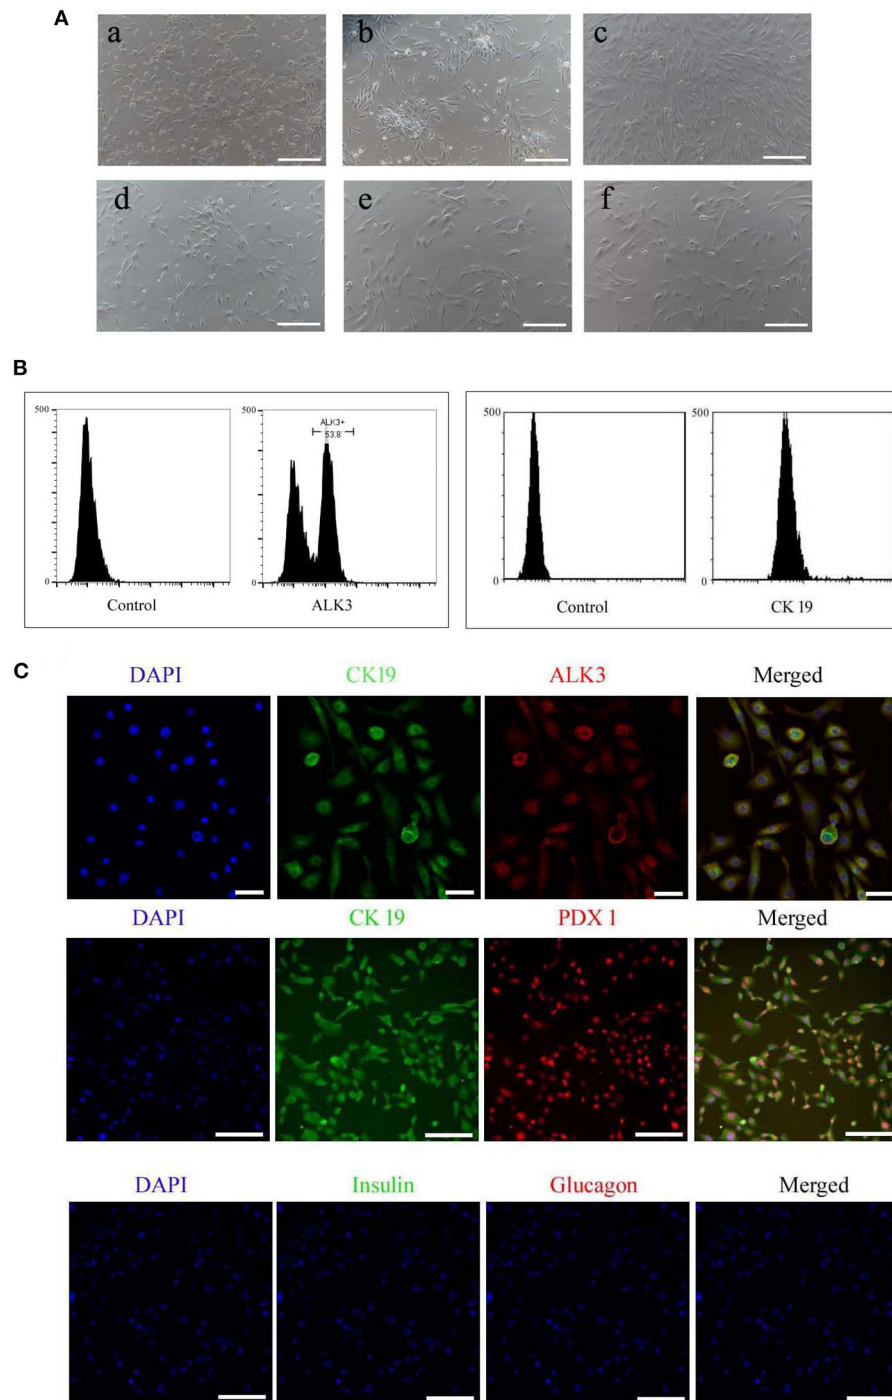 A
a b c
d e f
B
500 500 500 500
ALK3+
53.8
0 0 0 0
Control ALK3 Control CK 19
C
DAPI CK19 ALK3 Merged
DAPI CK 19 PDX 1 Merged
DAPI Insulin Glucagon Merged